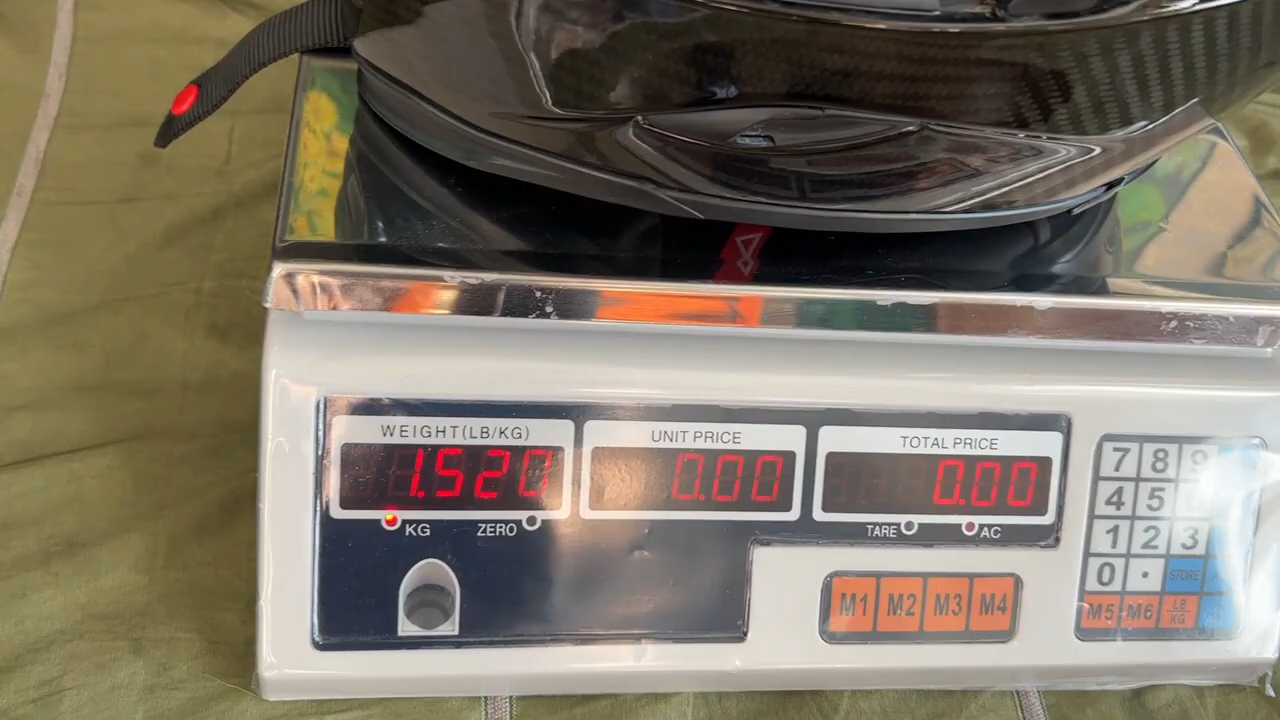 WEIGHT(LB/KG)
1.520
KG
ZERO
UNIT PRICE
0.00
TOTAL PRICE
0.00
TARE
AC
M1 M2 M3 M4
7 8 9
4 5
1 2 3
0 . STORE
M5 M6 LB/KG